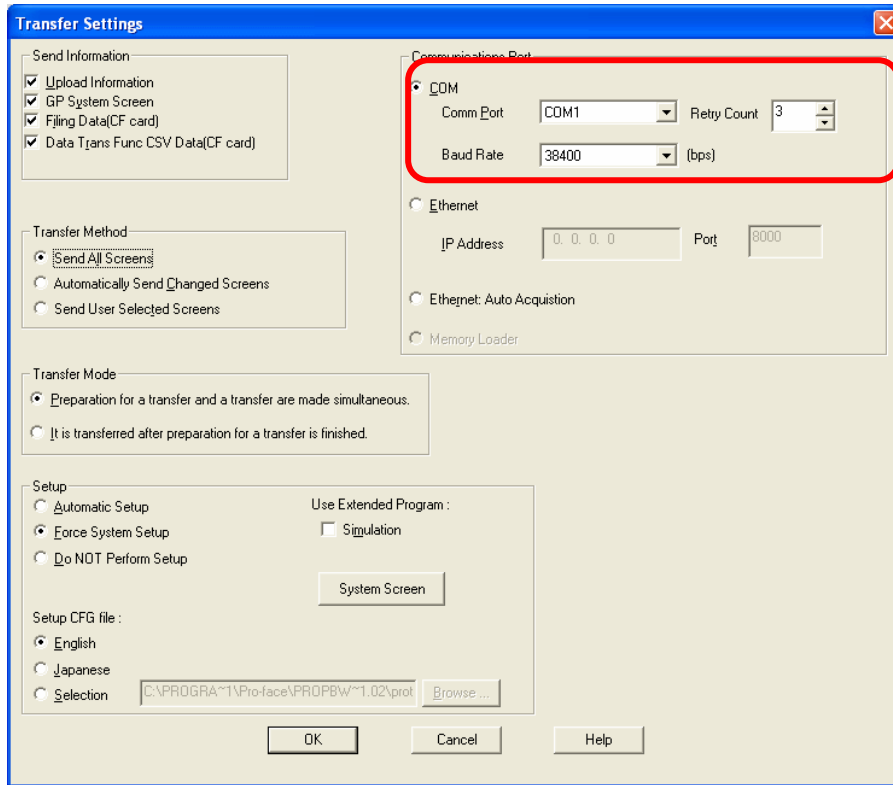 Transfer Settings
Send Information
Upload Information
GP System Screen
Filing Data(CF card)
Data Trans Func CSV Data(CF card)
Communications Port
COM
Comm Port COM1 Retry Count 3
Baud Rate 38400 (bps)
Ethernet
IP Address 0. 0. 0. 0 Port 8000
Ethernet: Auto Acquistion
Memory Loader
Transfer Method
Send All Screens
Automatically Send Changed Screens
Send User Selected Screens
Transfer Mode
Preparation for a transfer and a transfer are made simultaneous.
It is transferred after preparation for a transfer is finished.
Setup
Automatic Setup
Force System Setup
Do NOT Perform Setup
Use Extended Program :
Simulation
System Screen
Setup CFG file :
English
Japanese
Selection C:\PROGRA~1\Pro-face\PROPBW~1.02\prot Browse ...
OK Cancel Help